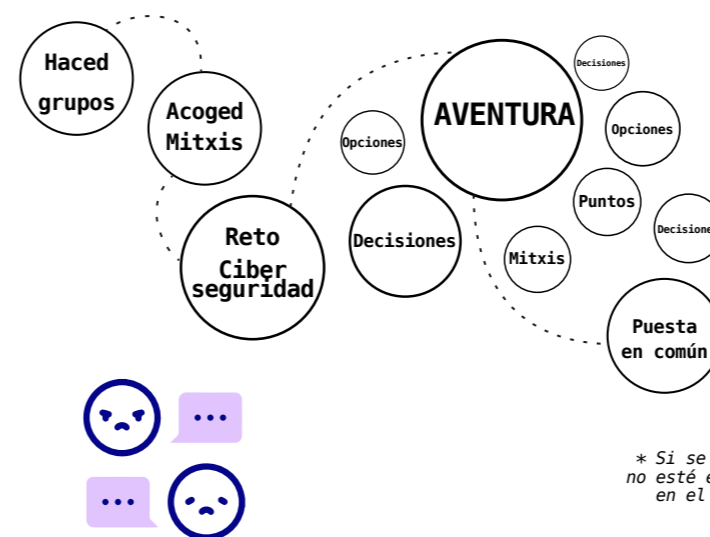 Haced
grupos
Acoged
Mitxis
Reto
Ciber
seguridad
Opciones
Decisiones
AVENTURA
Decisiones
Opciones
Puntos
Mitxis
Puesta
en común
* Si se
no esté
en el